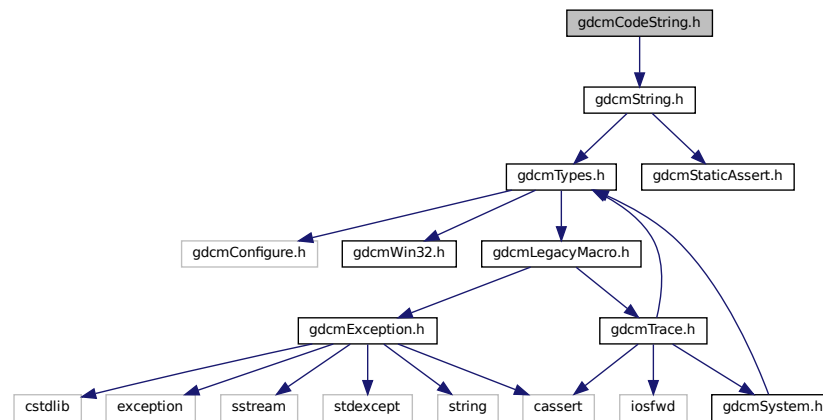 gdcmCodeString.h
gdcmString.h
gdcmTypes.h
gdcmStaticAssert.h
gdcmConfigure.h
gdcmWin32.h
gdcmLegacyMacro.h
gdcmException.h
gdcmTrace.h
cstdlib
exception
sstream
stdexcept
string
cassert
iosfwd
gdcmSystem.h